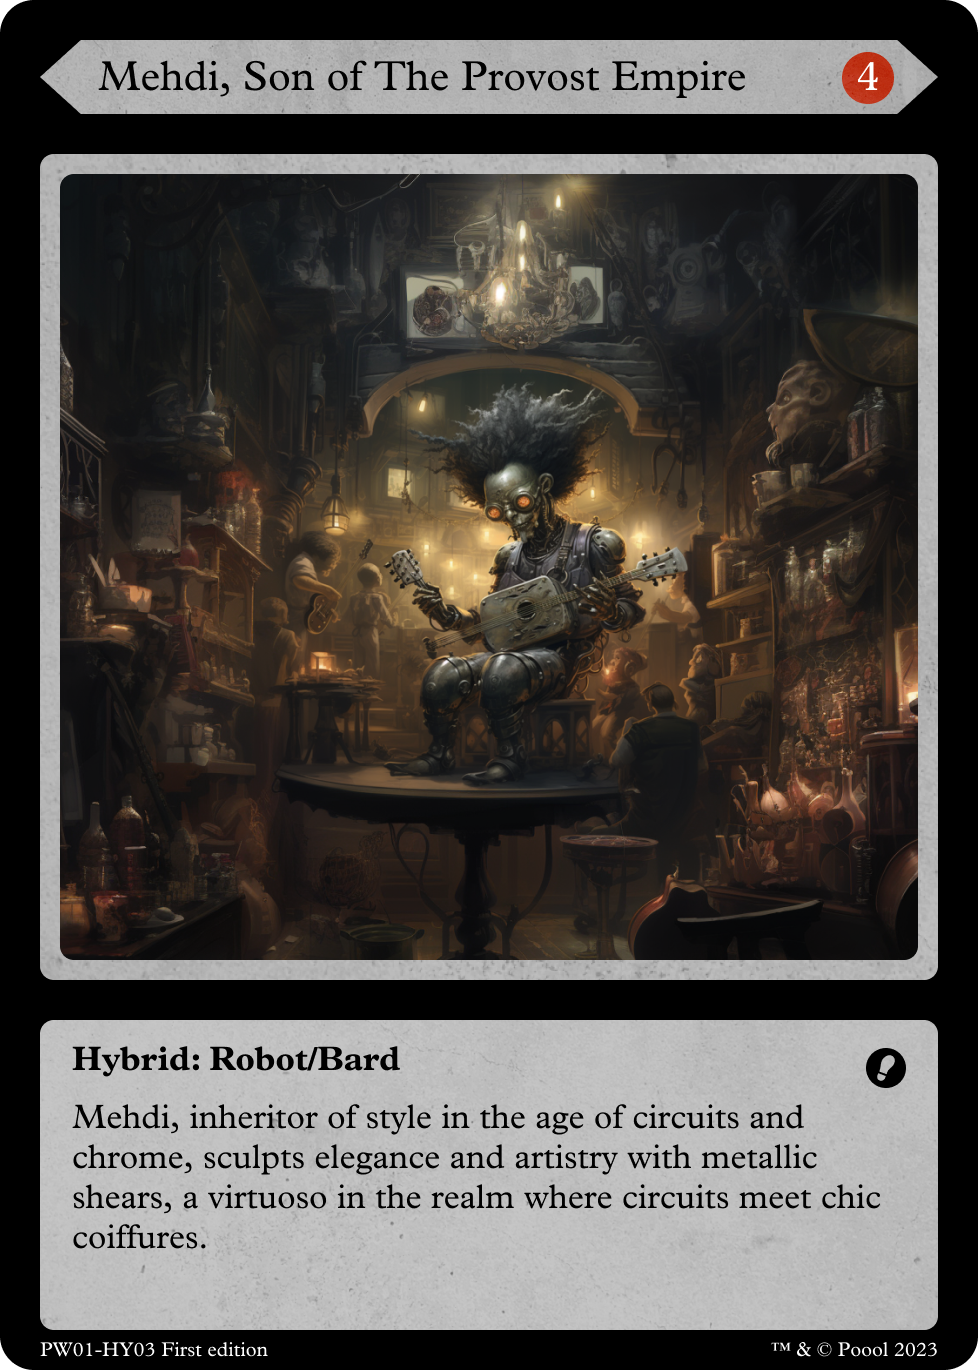 Mehdi, Son of The Provost Empire
4
Hybrid: Robot/Bard
Mehdi, inheritor of style in the age of circuits and
chrome, sculpts elegance and artistry with metallic
shears, a virtuoso in the realm where circuits meet chic
coiffures.
PW01-HY03 First edition
™ & © Poool 2023